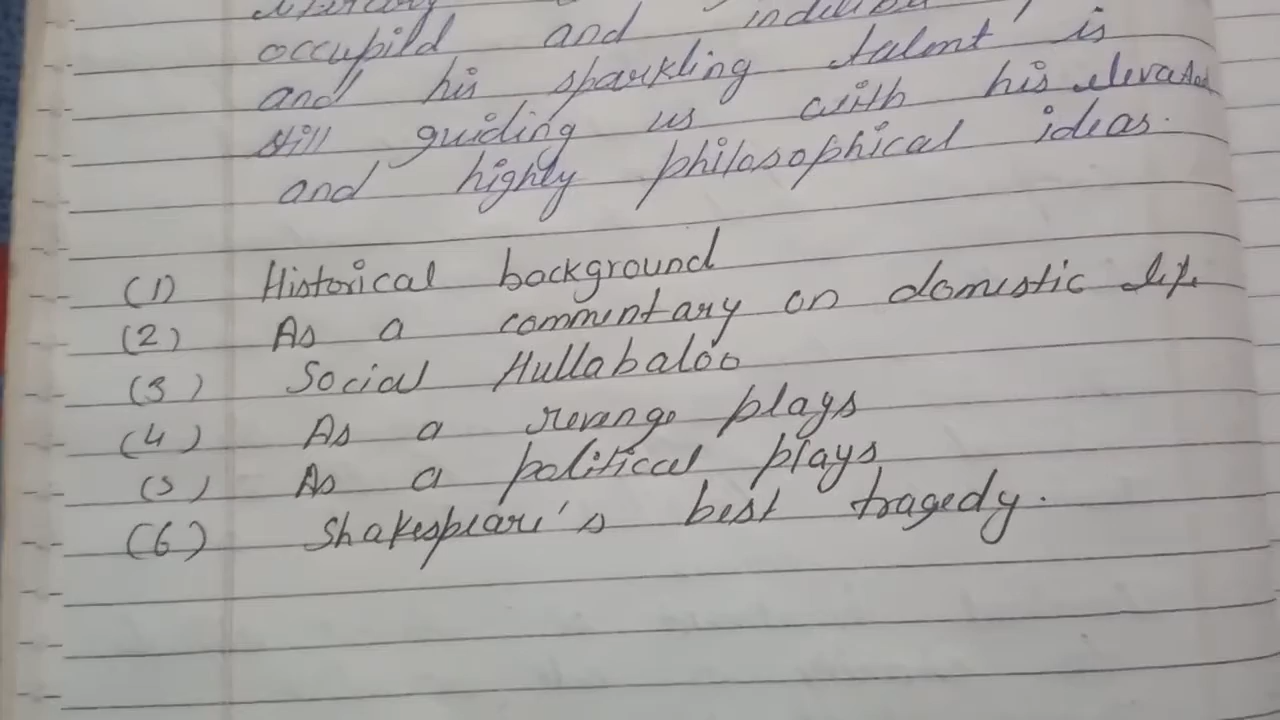 occupild and
and his sparkling talent is
still guiding us with his elevated
and highly philosophical ideas.
(1) Historical background
(2) As a commentary on domestic life
(3) Social Hullabaloo
(4) As a revenge plays
(5) As a political plays
(6) Shakespeare's best tragedy.